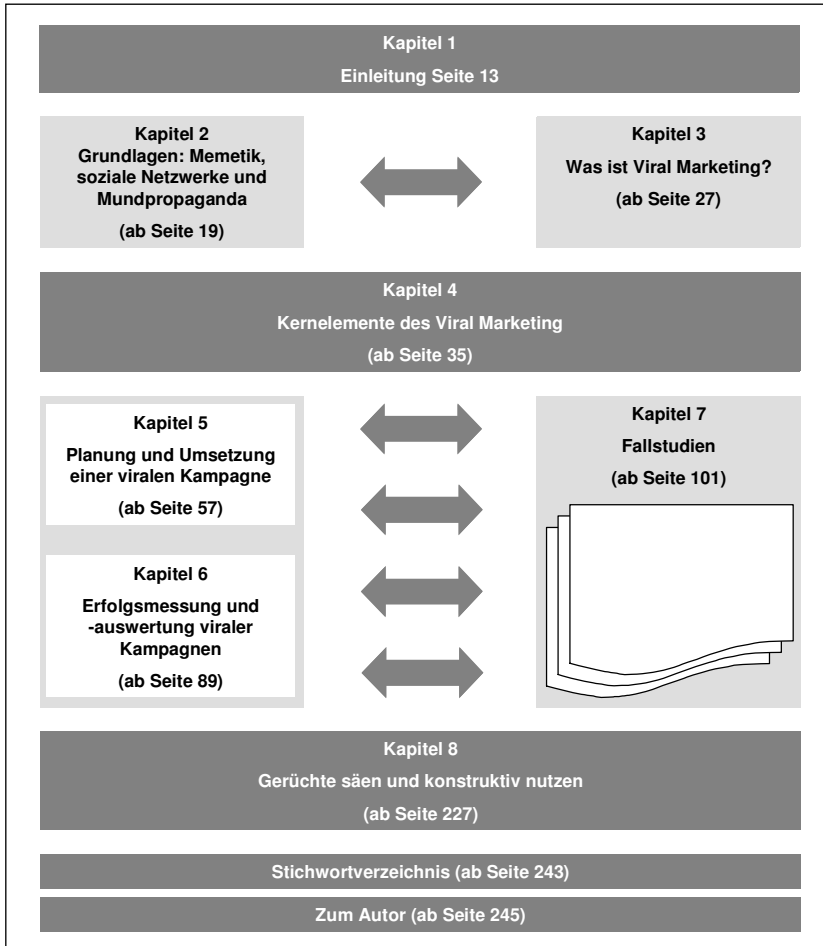 Kapitel 1
Einleitung Seite 13
Kapitel 2
Grundlagen: Memetik,
soziale Netzwerke und
Mundpropaganda
(ab Seite 19)
Kapitel 3
Was ist Viral Marketing?
(ab Seite 27)
Kapitel 4
Kernelemente des Viral Marketing
(ab Seite 35)
Kapitel 5
Planung und Umsetzung
einer viralen Kampagne
(ab Seite 57)
Kapitel 6
Erfolgsmessung und
-auswertung viraler
Kampagnen
(ab Seite 89)
Kapitel 7
Fallstudien
(ab Seite 101)
Kapitel 8
Gerüchte säen und konstruktiv nutzen
(ab Seite 227)
Stichwortverzeichnis (ab Seite 243)
Zum Autor (ab Seite 245)